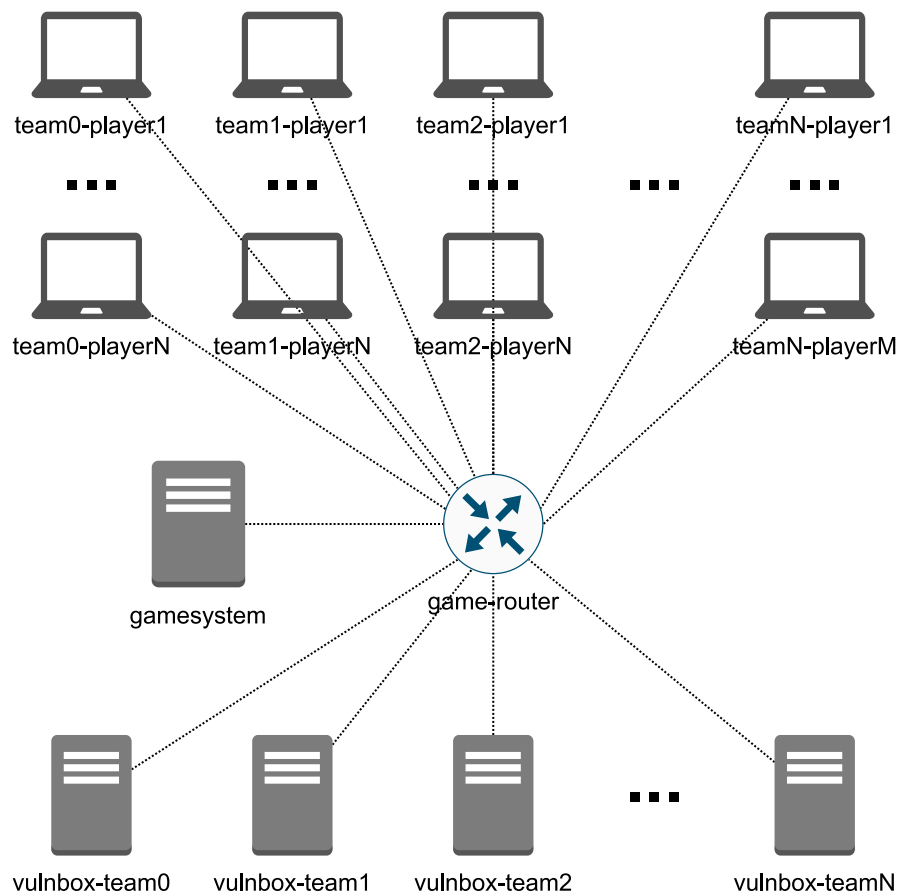 team0-player1 team1-player1 team2-player1 teamN-player1
team0-playerN team1-playerN team2-playerN teamN-playerM
gamesystem
game-router
vulnbox-team0 vulnbox-team1 vulnbox-team2 vulnbox-teamN